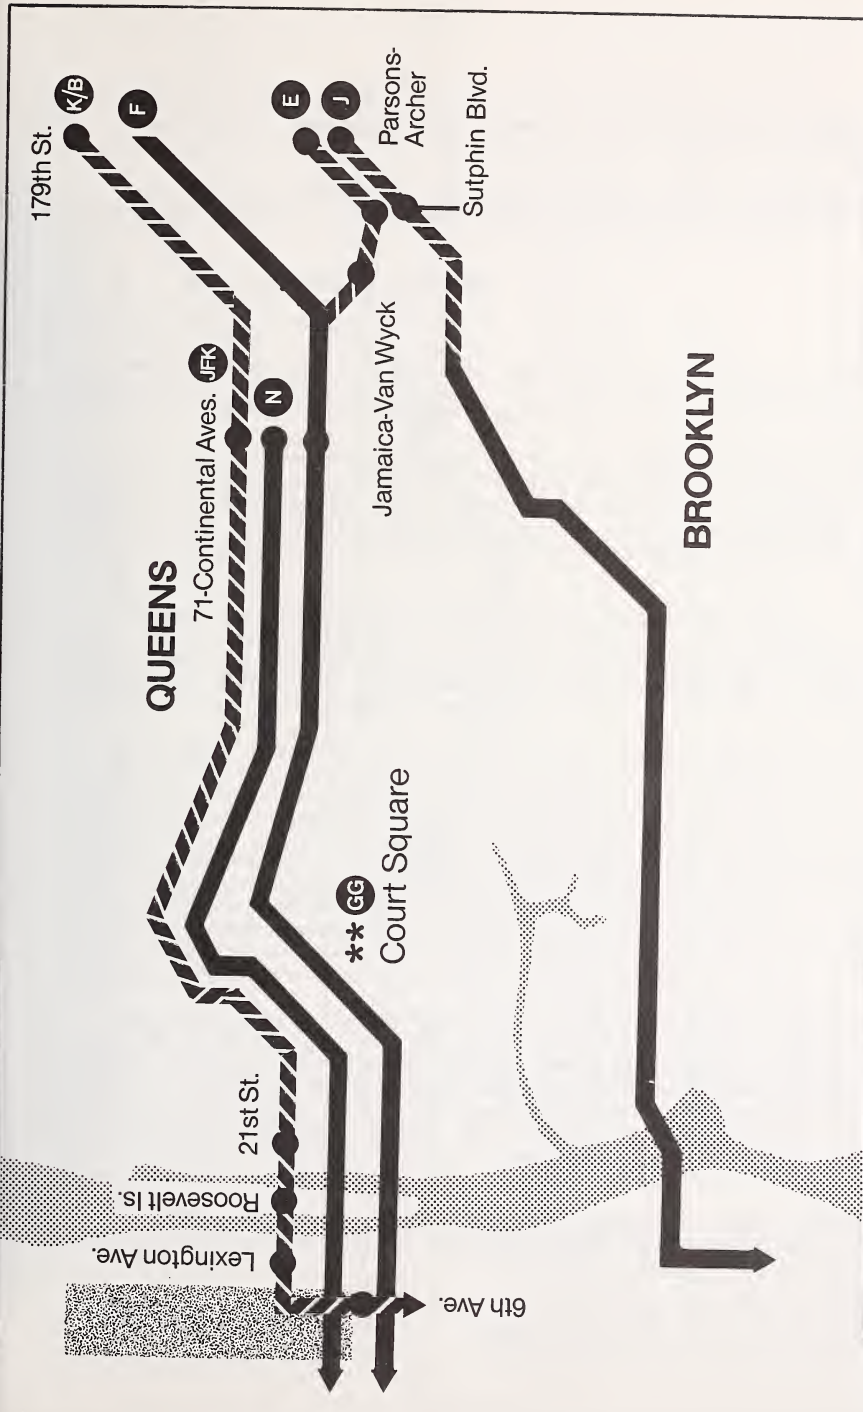 179th St.
K/B
F
E
J
Parsons-
Archer
Sutphin Blvd.
71-Continental Aves.
JFK
N
QUEENS
Jamaica-Van Wyck
BROOKLYN
** GG
Court Square
21st St.
Roosevelt Is.
Lexington Ave.
6th Ave.